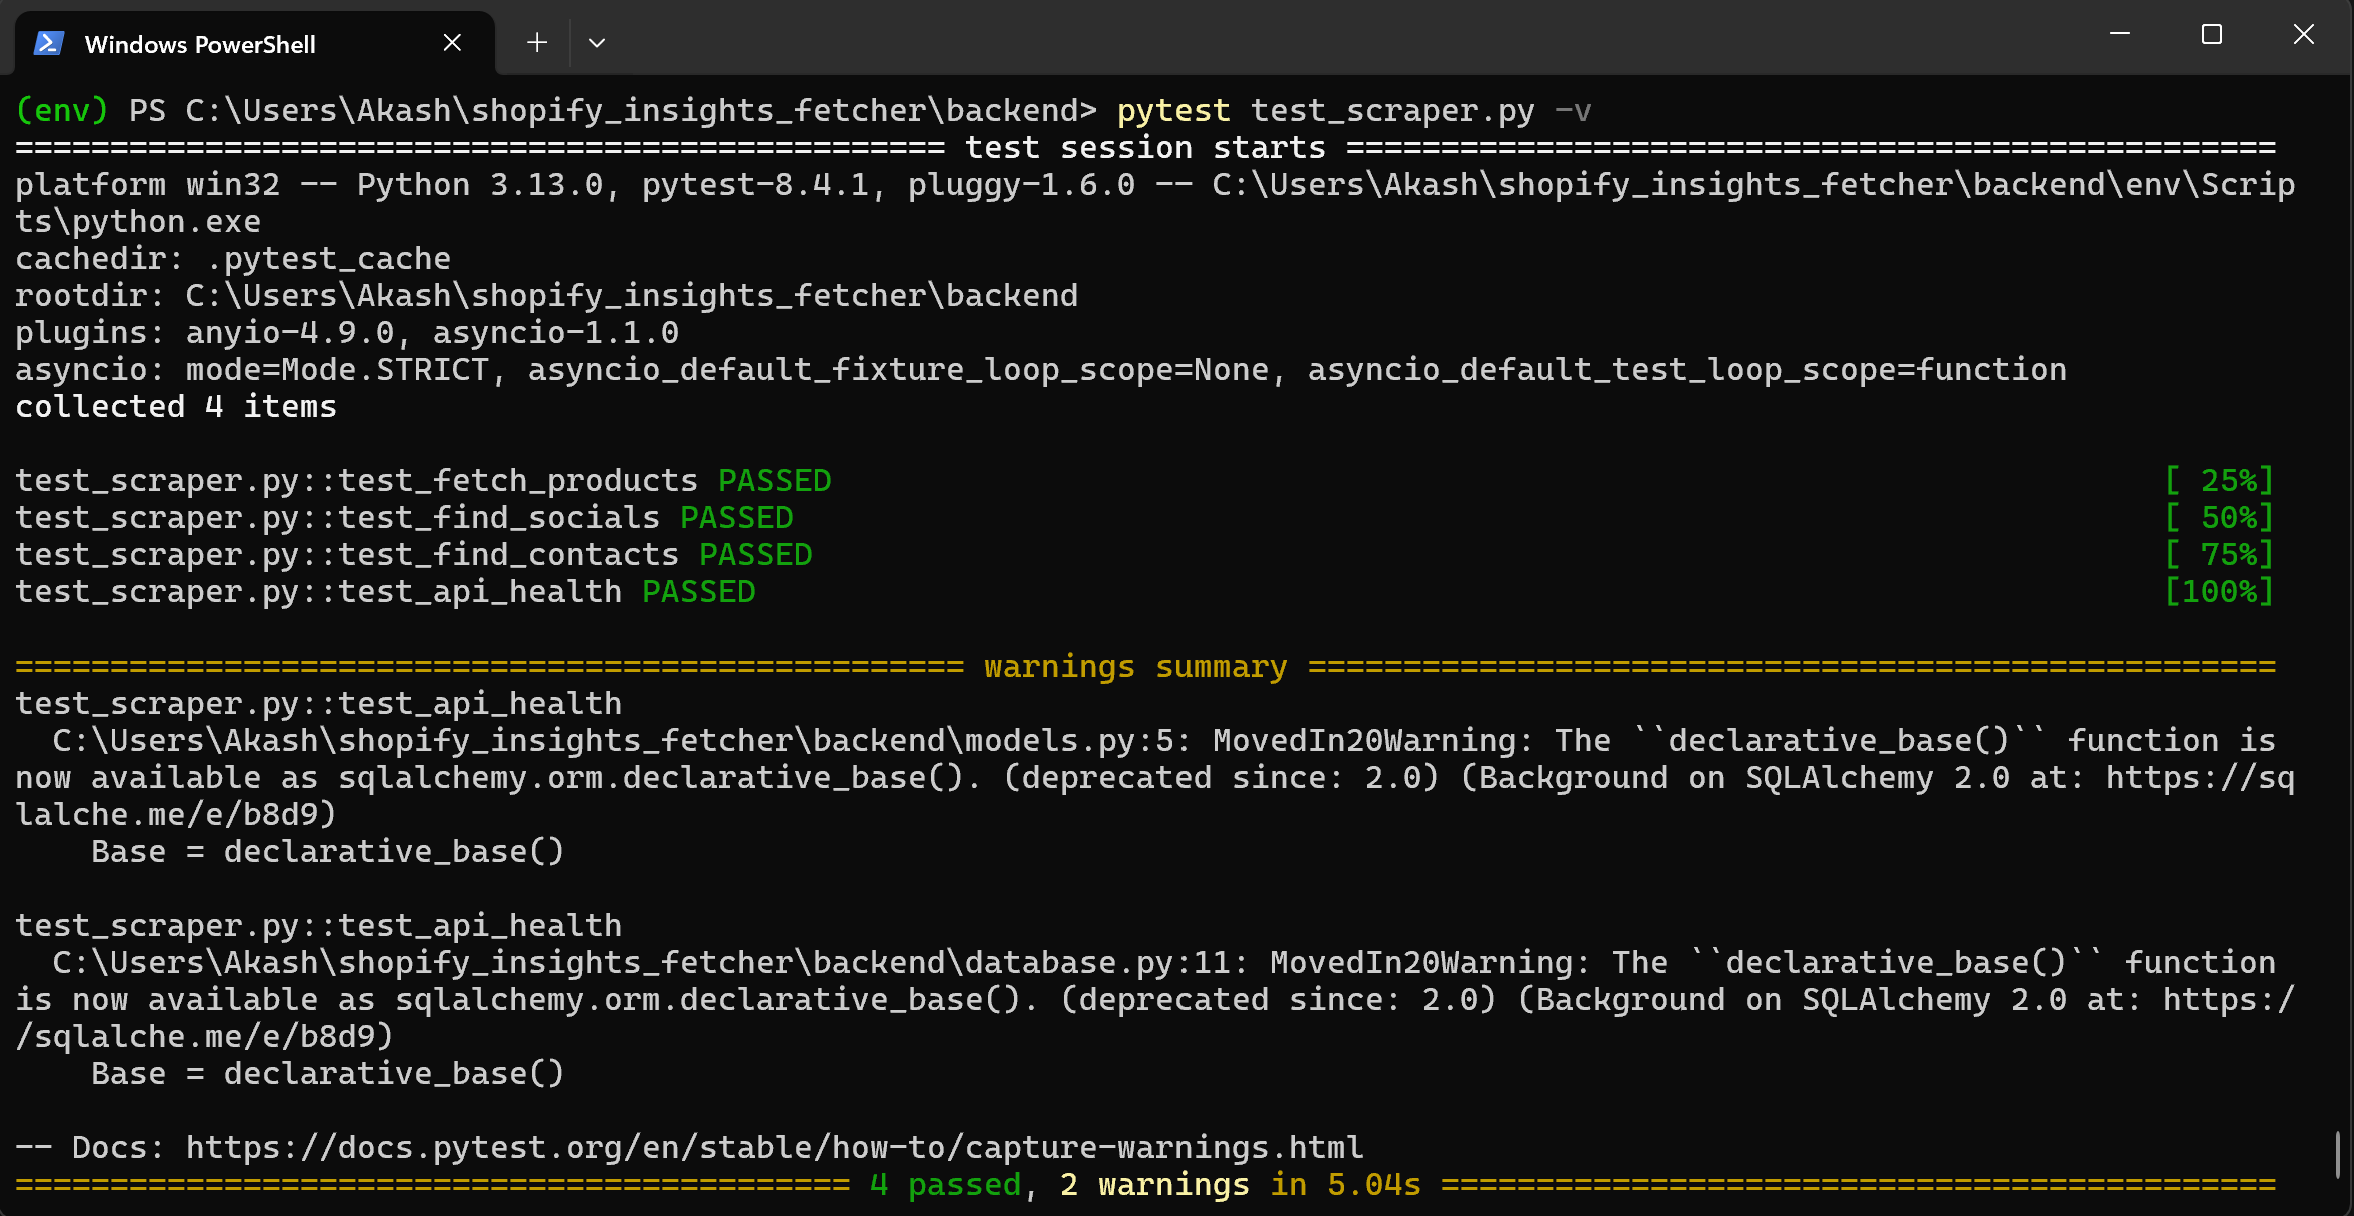 Windows PowerShell
(env) PS C:\Users\Akash\shopify_insights_fetcher\backend> pytest test_scraper.py -v
================================================= test session starts =================================================
platform win32 -- Python 3.13.0, pytest-8.4.1, pluggy-1.6.0 -- C:\Users\Akash\shopify_insights_fetcher\backend\env\Scrip
ts\python.exe
cachedir: .pytest_cache
rootdir: C:\Users\Akash\shopify_insights_fetcher\backend
plugins: anyio-4.9.0, asyncio-1.1.0
asyncio: mode=Mode.STRICT, asyncio_default_fixture_loop_scope=None, asyncio_default_test_loop_scope=function
collected 4 items
test_scraper.py::test_fetch_products PASSED [ 25%]
test_scraper.py::test_find_socials PASSED [ 50%]
test_scraper.py::test_find_contacts PASSED [ 75%]
test_scraper.py::test_api_health PASSED [100%]
================================================== warnings summary ===================================================
test_scraper.py::test_api_health
  C:\Users\Akash\shopify_insights_fetcher\backend\models.py:5: MovedIn20Warning: The ``declarative_base()`` function is
now available as sqlalchemy.orm.declarative_base(). (deprecated since: 2.0) (Background on SQLAlchemy 2.0 at: https://sq
lalche.me/e/b8d9)
    Base = declarative_base()
test_scraper.py::test_api_health
  C:\Users\Akash\shopify_insights_fetcher\backend\database.py:11: MovedIn20Warning: The ``declarative_base()`` function
is now available as sqlalchemy.orm.declarative_base(). (deprecated since: 2.0) (Background on SQLAlchemy 2.0 at: https:/
/sqlalche.me/e/b8d9)
    Base = declarative_base()
-- Docs: https://docs.pytest.org/en/stable/how-to/capture-warnings.html
============================================ 4 passed, 2 warnings in 5.04s ============================================